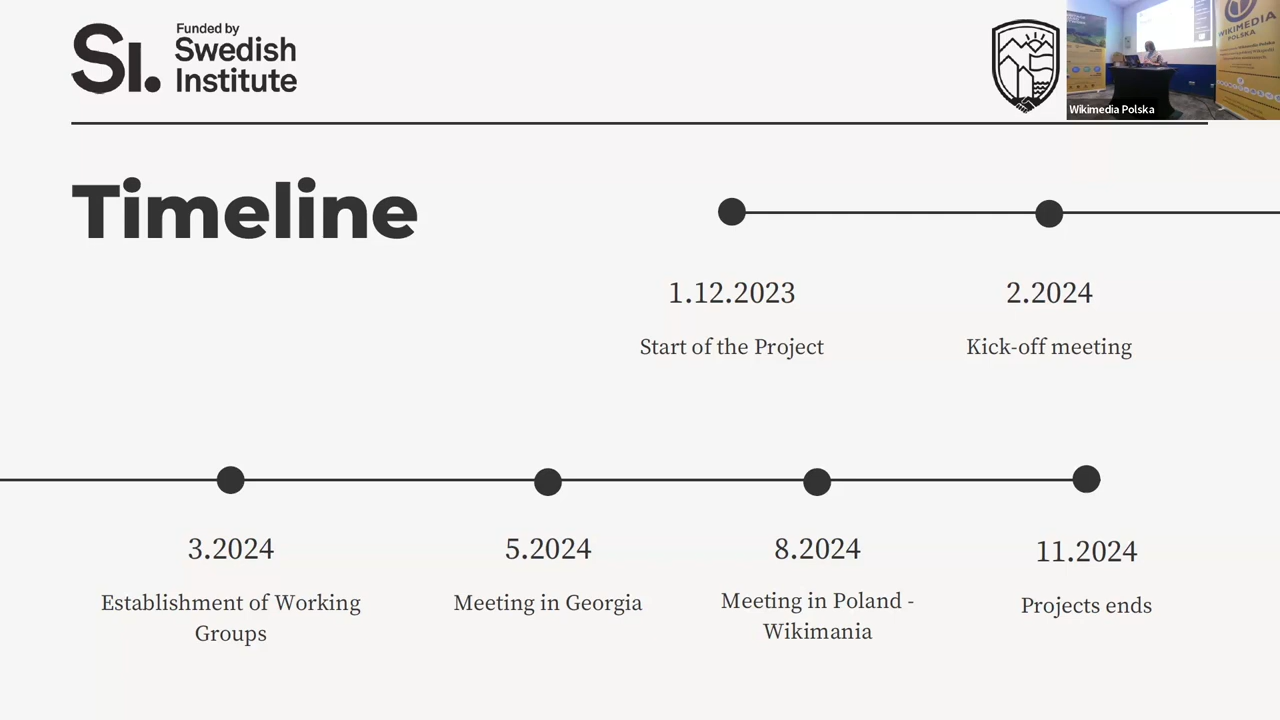 SI.
Funded by
Swedish
Institute
WIKIMEDIA
POLSKA
Wikimedia Polska
Timeline
1.12.2023
2.2024
Start of the Project
Kick-off meeting
3.2024
5.2024
8.2024
11.2024
Establishment of Working
Groups
Meeting in Georgia
Meeting in Poland -
Wikimania
Projects ends